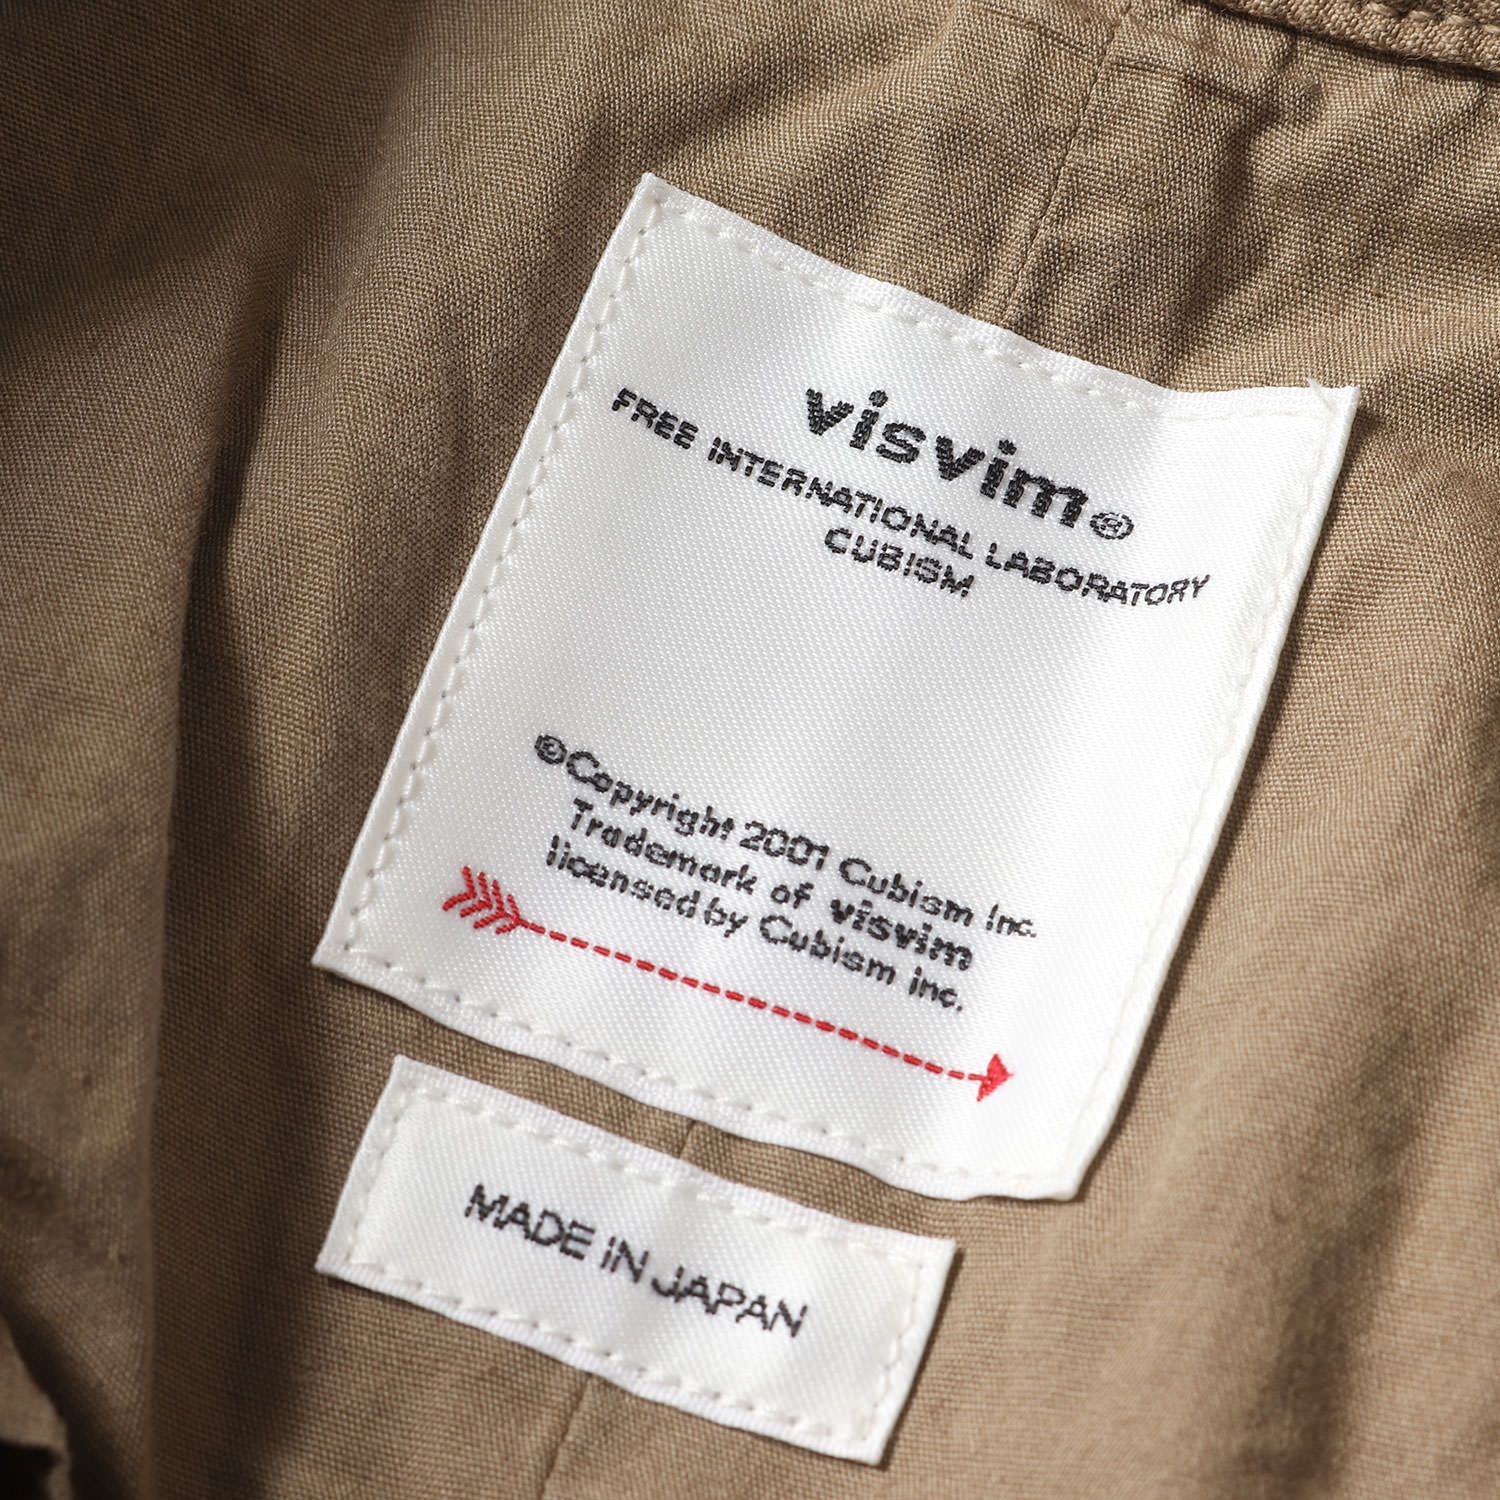 visvim®
FREE INTERNATIONAL LABORATORY
CUBISM
©Copyright 2001 Cubism Inc.
Trademark of visvim
licensed by Cubism inc.
MADE IN JAPAN